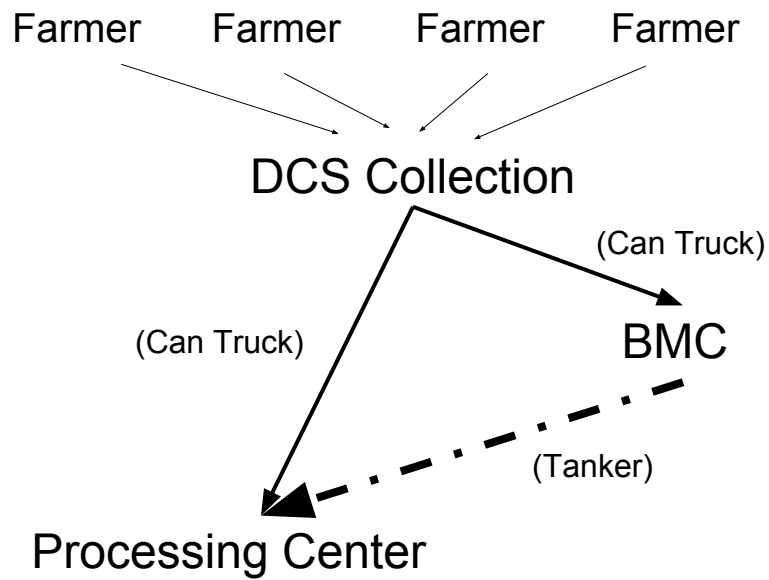 Farmer Farmer Farmer Farmer
DCS Collection
(Can Truck)
(Can Truck)
BMC
(Tanker)
Processing Center